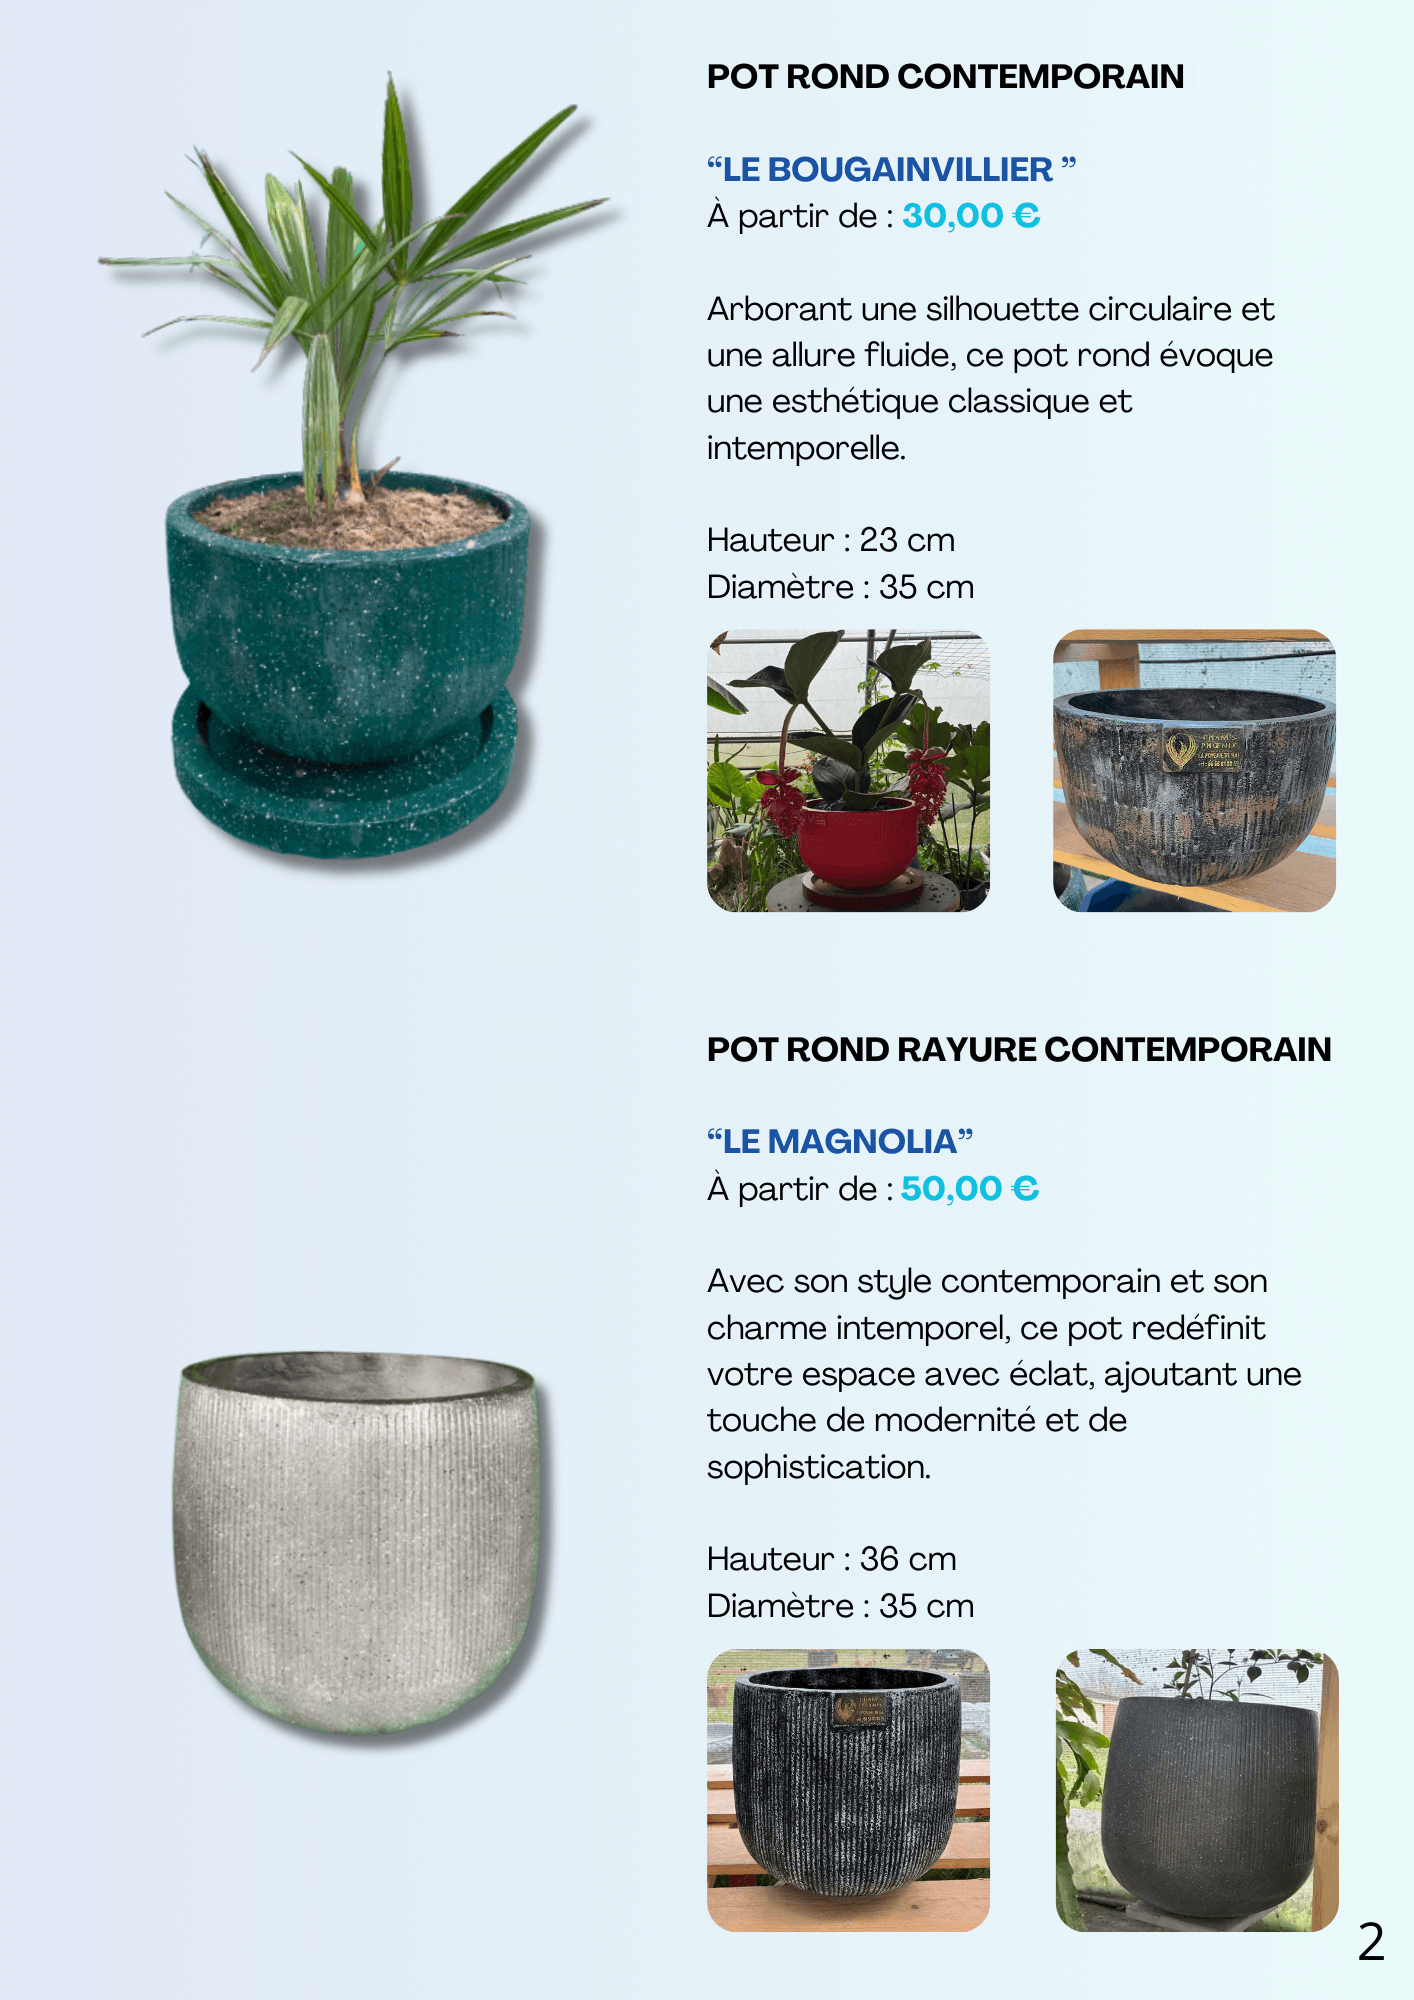 POT ROND CONTEMPORAIN
“LE BOUGAINVILLIER ”
À partir de : 30,00 €
Arborant une silhouette circulaire et
une allure fluide, ce pot rond évoque
une esthétique classique et
intemporelle.
Hauteur : 23 cm
Diamètre : 35 cm
POT ROND RAYURE CONTEMPORAIN
“LE MAGNOLIA”
À partir de : 50,00 €
Avec son style contemporain et son
charme intemporel, ce pot redéfinit
votre espace avec éclat, ajoutant une
touche de modernité et de
sophistication.
Hauteur : 36 cm
Diamètre : 35 cm
2